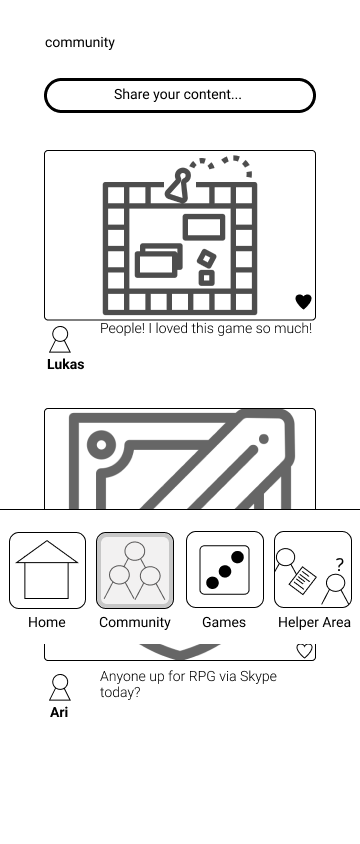 community
Share your content...
People! I loved this game so much!
Lukas
?
Home
Community
Games
Helper Area
Anyone up for RPG via Skype
today?
Ari